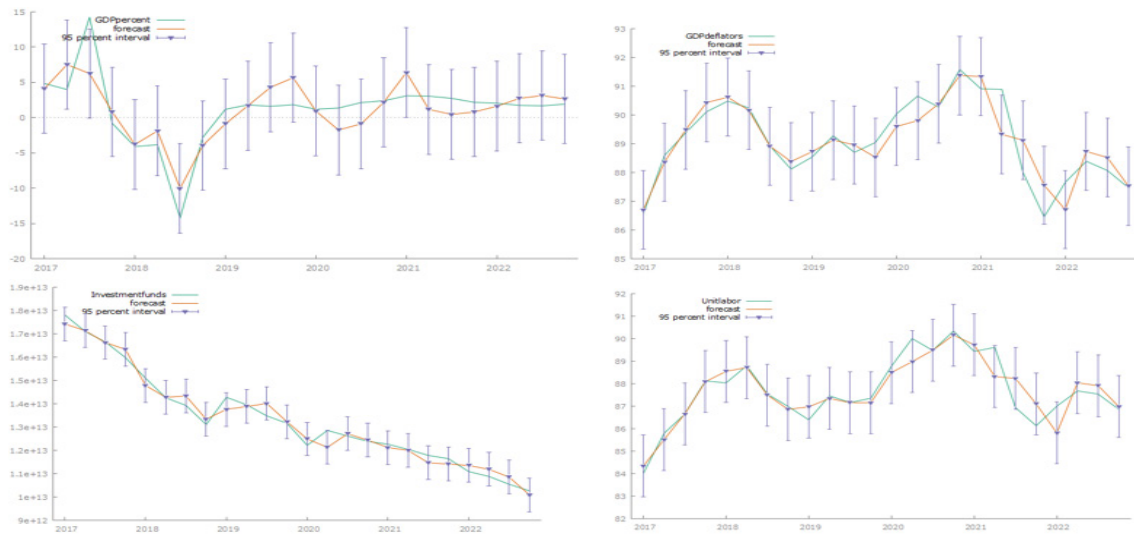 15
10
5
0
-5
-10
-15
-20
GDPpercent
forecast
95 percent interval
2017
2018
2019
2020
2021
2022
93
92
91
90
89
88
87
86
85
GDPdeflators
forecast
95 percent interval
2017
2018
2019
2020
2021
2022
1.9e+13
1.8e+13
1.7e+13
1.6e+13
1.5e+13
1.4e+13
1.3e+13
1.2e+13
1.1e+13
1e+13
9e+12
Investmentfunds
forecast
95 percent interval
2017
2018
2019
2020
2021
2022
92
91
90
89
88
87
86
85
84
83
82
Unitlabor
forecast
95 percent interval
2017
2018
2019
2020
2021
2022